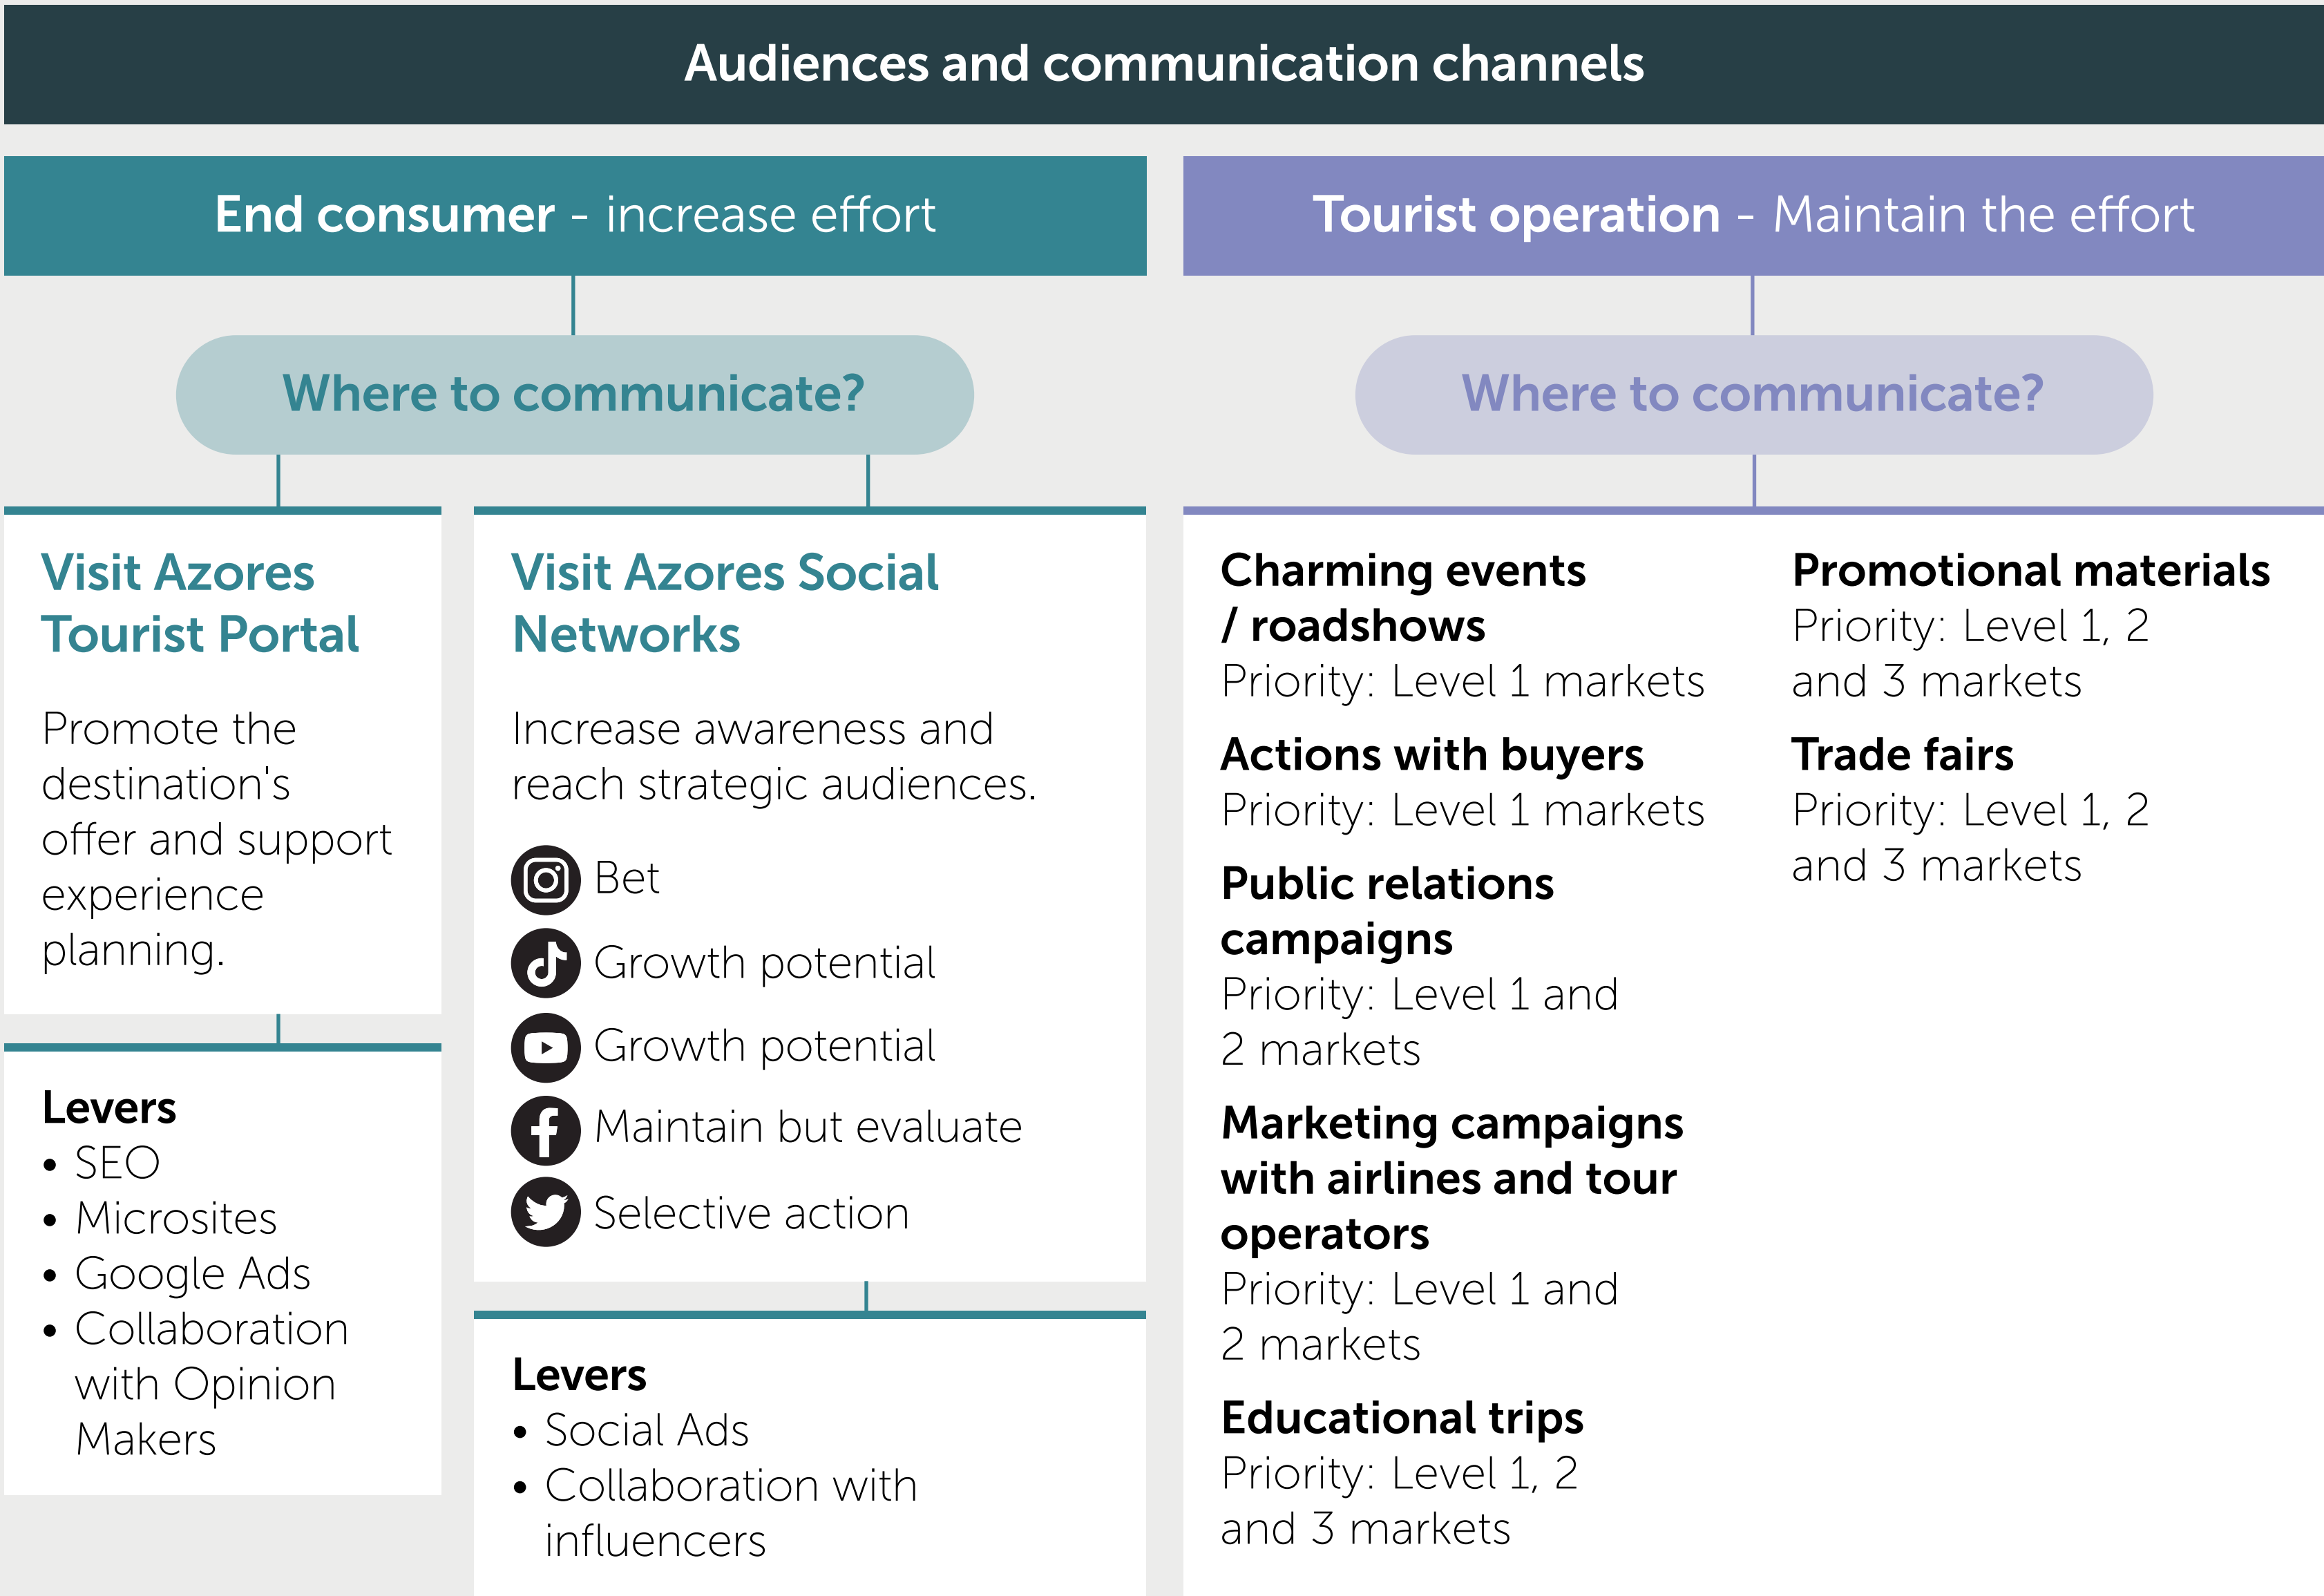 Audiences and communication channels
End consumer - increase effort
Where to communicate?
Visit Azores
Tourist Portal
Promote the
destination's
offer and support
experience
planning.
Levers
• SEO
• Microsites
• Google Ads
• Collaboration
with Opinion
Makers
Visit Azores Social
Networks
Increase awareness and
reach strategic audiences.
Bet
Growth potential
Growth potential
Maintain but evaluate
Selective action
Levers
• Social Ads
• Collaboration with
influencers
Tourist operation - Maintain the effort
Where to communicate?
Charming events
/ roadshows
Priority: Level 1 markets
Actions with buyers
Priority: Level 1 markets
Public relations
campaigns
Priority: Level 1 and
2 markets
Marketing campaigns
with airlines and tour
operators
Priority: Level 1 and
2 markets
Educational trips
Priority: Level 1, 2
and 3 markets
Promotional materials
Priority: Level 1, 2
and 3 markets
Trade fairs
Priority: Level 1, 2
and 3 markets